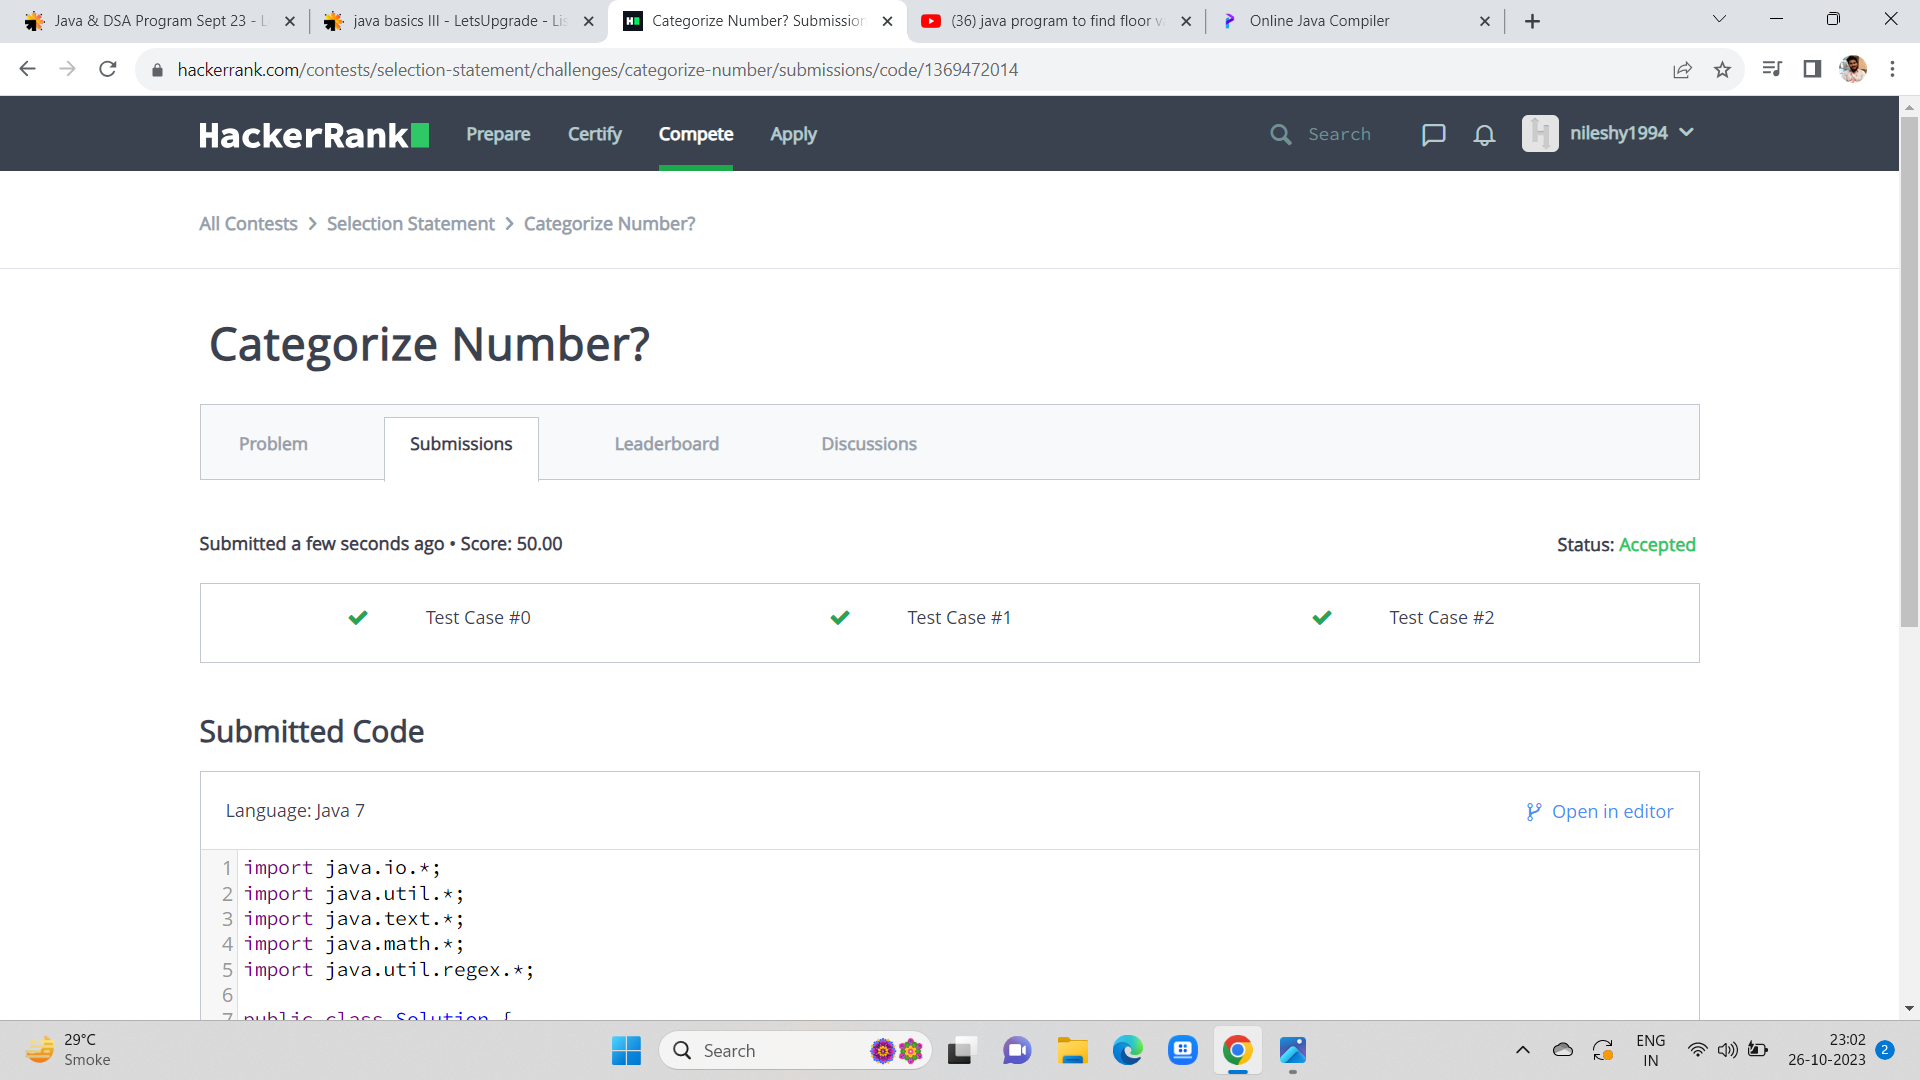 Java & DSA Program Sept 23 - L
java basics III - LetsUpgrade - Lis
Categorize Number? Submission
(36) java program to find floor va
Online Java Compiler
hackerrank.com/contests/selection-statement/challenges/categorize-number/submissions/code/1369472014
HackerRank
Prepare
Certify
Compete
Apply
Search
nileshy1994
All Contests > Selection Statement > Categorize Number?
Categorize Number?
Problem
Submissions
Leaderboard
Discussions
Submitted a few seconds ago • Score: 50.00
Status: Accepted
Test Case #0
Test Case #1
Test Case #2
Submitted Code
Language: Java 7
Open in editor
1 import java.io.*;
2 import java.util.*;
3 import java.text.*;
4 import java.math.*;
5 import java.util.regex.*;
6
7 public class Solution {
29°C
Smoke
Search
ENG
IN
23:02
26-10-2023
2